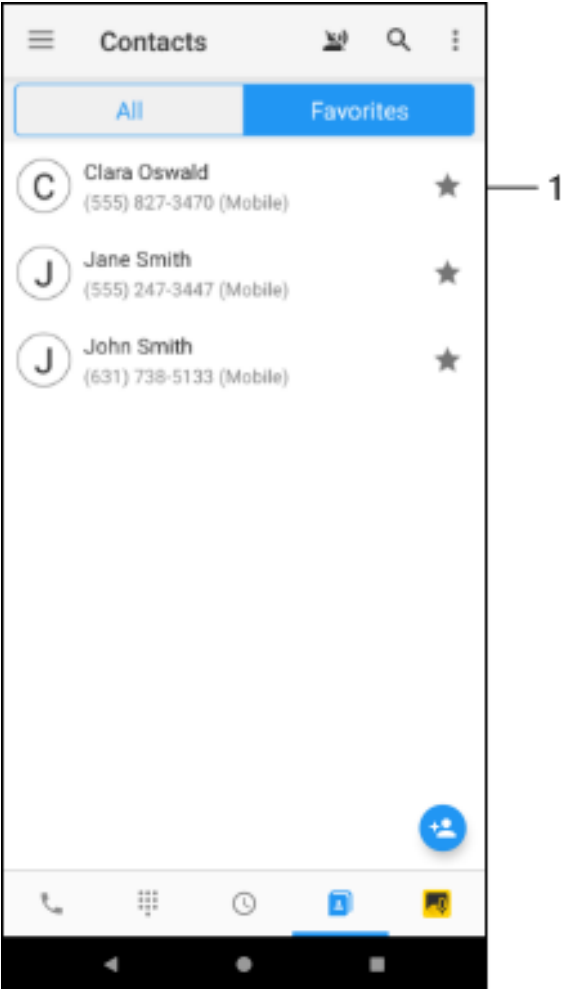 Contacts
All Favorites
C Clara Oswald
(555) 827-3470 (Mobile)
1
J Jane Smith
(555) 247-3447 (Mobile)
J John Smith
(631) 738-5133 (Mobile)